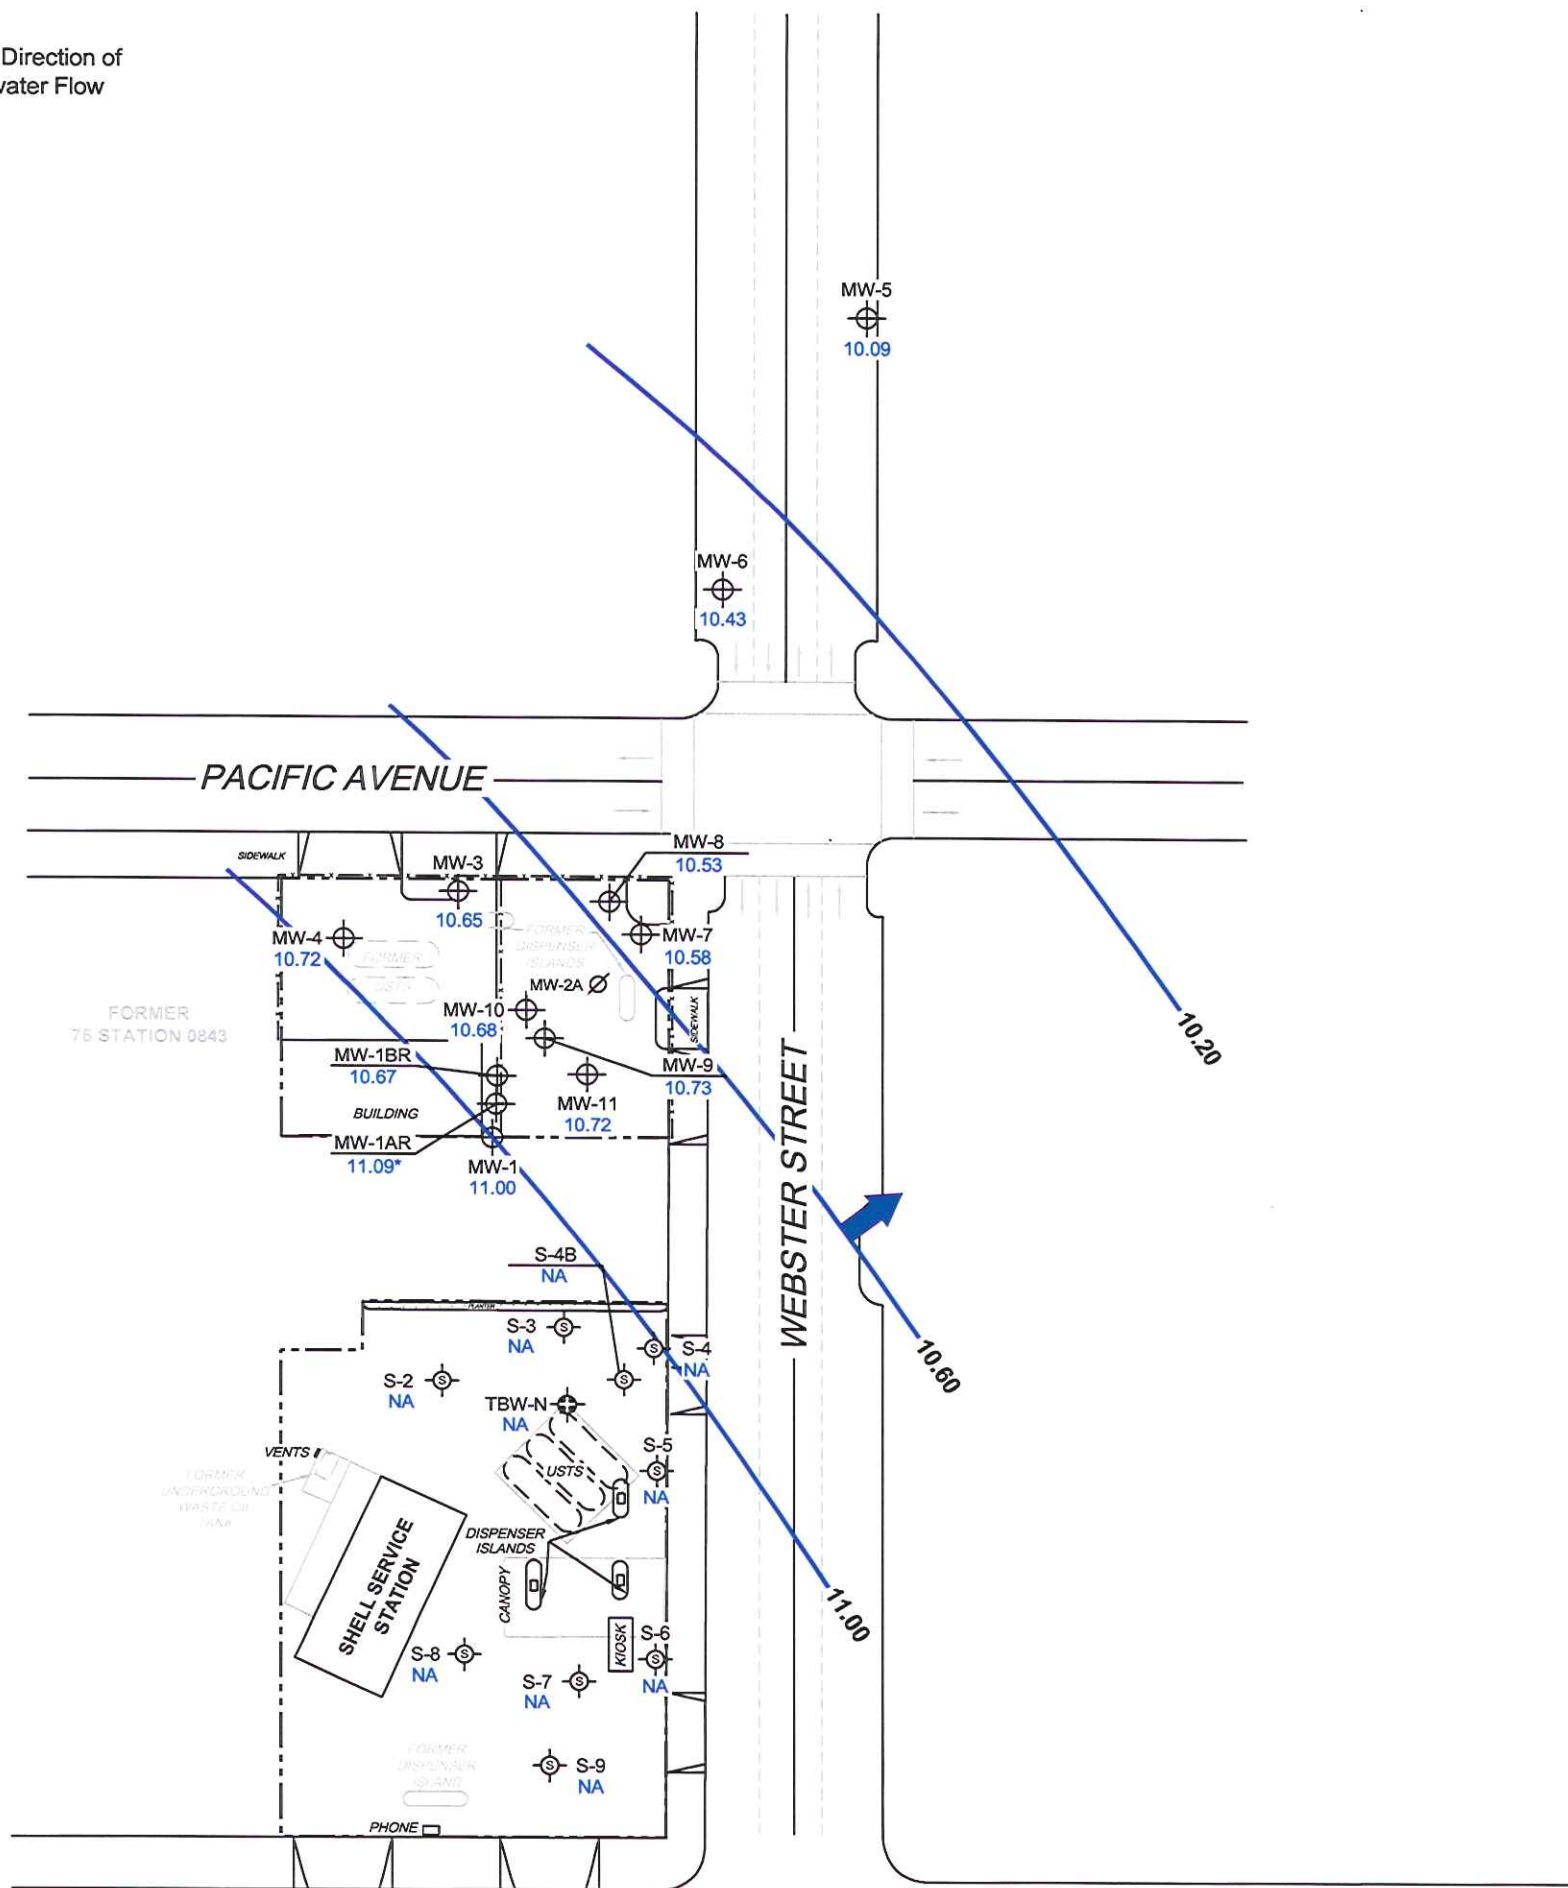 Direction of
water Flow
MW-5
10.09
MW-6
10.43
PACIFIC AVENUE
SIDEWALK
MW-3
10.65
MW-8
10.53
MW-4
10.72
FORMER
USTS
FORMER
DISPENSER
ISLANDS
MW-7
10.58
MW-2A
MW-10
10.68
SIDEWALK
FORMER
76 STATION 0843
MW-1BR
10.67
MW-9
10.73
BUILDING
MW-11
10.72
MW-1AR
11.09*
MW-1
11.00
10.20
WEBSTER STREET
S-4B
NA
PLANTER
S-3
NA
S-4
NA
10.60
S-2
NA
TBW-N
NA
S-5
NA
VENTS
USTS
FORMER
UNDERGROUND
WASTE OIL
TANK
DISPENSER
ISLANDS
SHELL SERVICE
STATION
CANOPY
11.00
KIOSK
S-6
NA
S-8
NA
S-7
NA
FORMER
DISPENSER
ISLAND
S-9
NA
PHONE